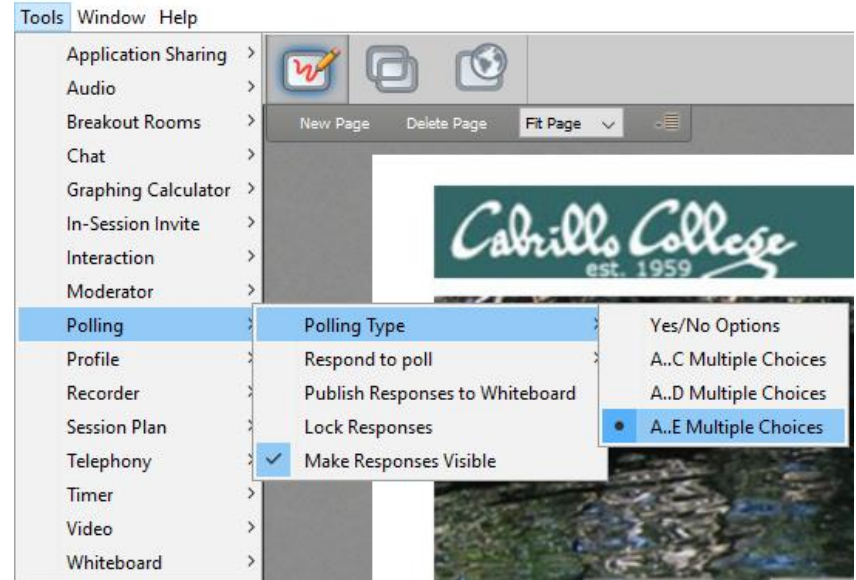 Tools Window Help
Application Sharing
Audio
Breakout Rooms
Chat
Graphing Calculator
In-Session Invite
Interaction
Moderator
Polling
Profile
Recorder
Session Plan
Telephony
Timer
Video
Whiteboard
New Page Delete Page Fit Page
Cabrillo College
est. 1959
Polling Type
Respond to poll
Publish Responses to Whiteboard
Lock Responses
Make Responses Visible
Yes/No Options
A..C Multiple Choices
A..D Multiple Choices
A..E Multiple Choices